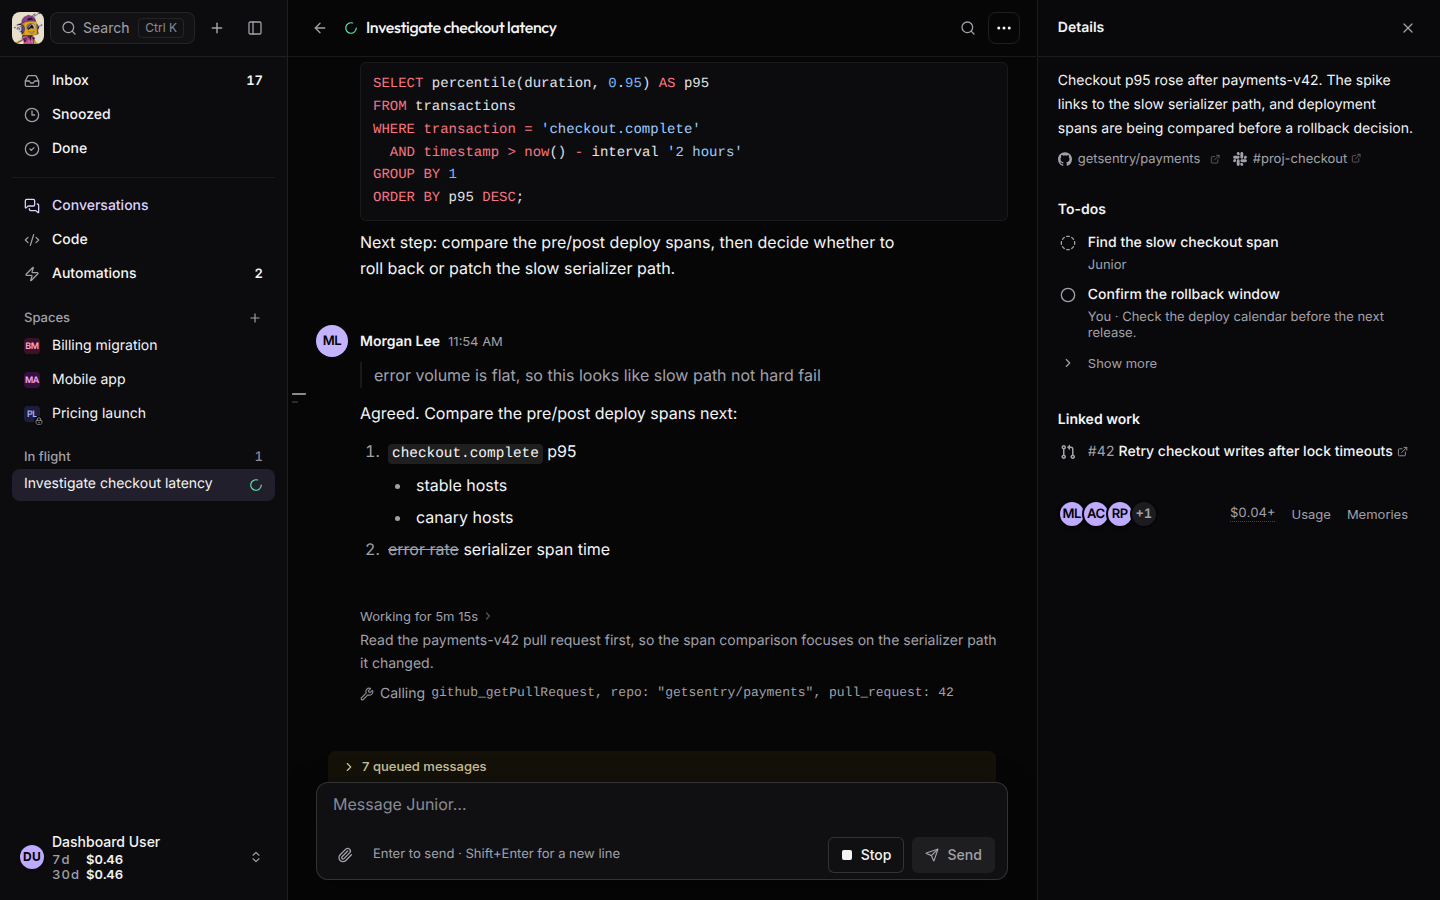 Search Ctrl K
Inbox 17
Snoozed
Done
Conversations
Code
Automations 2
Spaces
BM Billing migration
MA Mobile app
PL Pricing launch
In flight 1
Investigate checkout latency
DU Dashboard User
7d $0.46
30d $0.46
Investigate checkout latency
SELECT percentile(duration, 0.95) AS p95
FROM transactions
WHERE transaction = 'checkout.complete'
AND timestamp > now() - interval '2 hours'
GROUP BY 1
ORDER BY p95 DESC;
Next step: compare the pre/post deploy spans, then decide whether to
roll back or patch the slow serializer path.
ML Morgan Lee 11:54 AM
error volume is flat, so this looks like slow path not hard fail
Agreed. Compare the pre/post deploy spans next:
1. checkout.complete p95
• stable hosts
• canary hosts
2. error rate serializer span time
Working for 5m 15s
Read the payments-v42 pull request first, so the span comparison focuses on the serializer path
it changed.
Calling github_getPullRequest, repo: "getsentry/payments", pull_request: 42
7 queued messages
Message Junior...
Enter to send · Shift+Enter for a new line
Stop
Send
Details
Checkout p95 rose after payments-v42. The spike
links to the slow serializer path, and deployment
spans are being compared before a rollback decision.
getsentry/payments #proj-checkout
To-dos
Find the slow checkout span
Junior
Confirm the rollback window
You · Check the deploy calendar before the next
release.
Show more
Linked work
#42 Retry checkout writes after lock timeouts
ML AC RP +1 $0.04+ Usage Memories